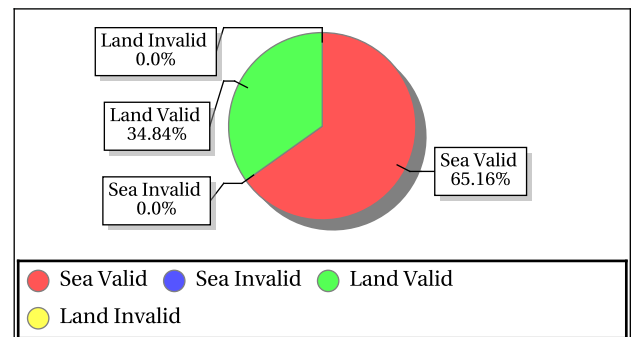 Land Invalid
0.0%
Land Valid
34.84%
Sea Invalid
0.0%
Sea Valid
65.16%
Sea Valid Sea Invalid Land Valid
Land Invalid